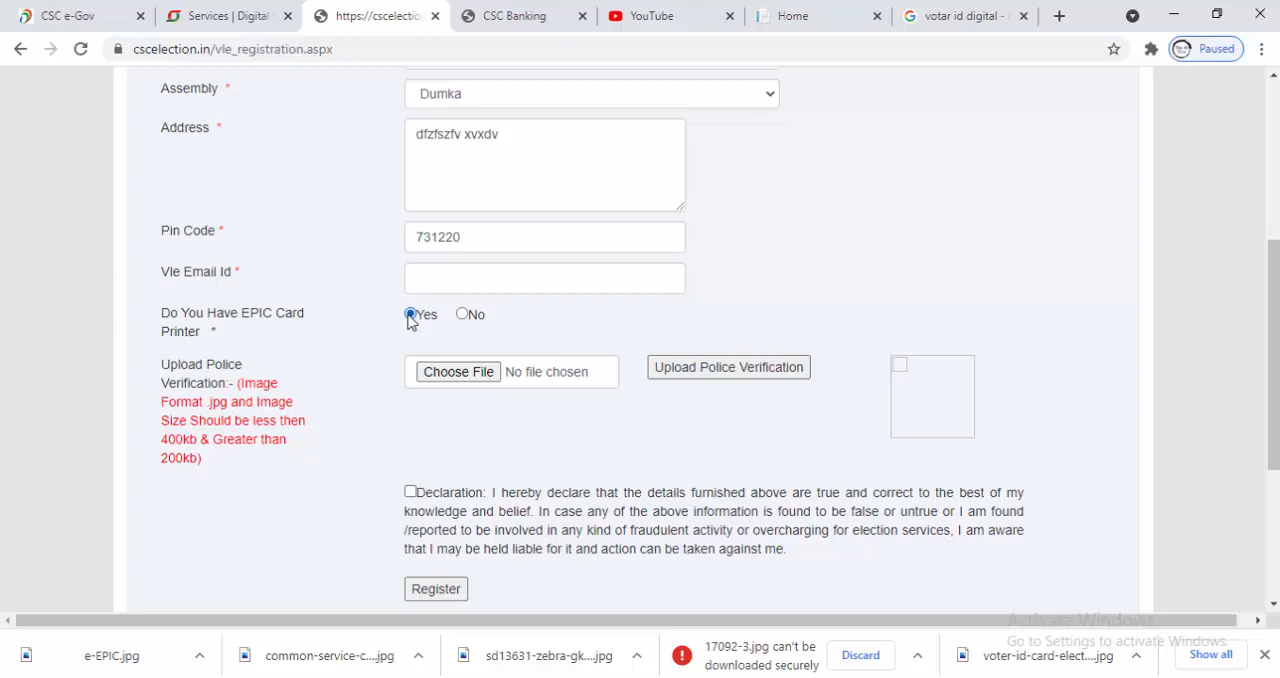 CSC e-Gov
Services | Digital
https://cscelectio
CSC Banking
YouTube
Home
votar id digital -
cscelection.in/vle_registration.aspx
Paused
Assembly *
Dumka
Address *
dfzfszfv xvxdv
Pin Code *
731220
Vle Email Id *
Do You Have EPIC Card
Printer *
Yes No
Upload Police
Verification:- (Image
Format .jpg and Image
Size Should be less then
400kb & Greater than
200kb)
Choose File No file chosen
Upload Police Verification
Declaration: I hereby declare that the details furnished above are true and correct to the best of my
knowledge and belief. In case any of the above information is found to be false or untrue or I am found
/reported to be involved in any kind of fraudulent activity or overcharging for election services, I am aware
that I may be held liable for it and action can be taken against me.
Register
Activate Windows
Go to Settings to activate Windows.
e-EPIC.jpg
common-service-c....jpg
sd13631-zebra-gk....jpg
17092-3.jpg can't be
downloaded securely
Discard
voter-id-card-elect....jpg
Show all